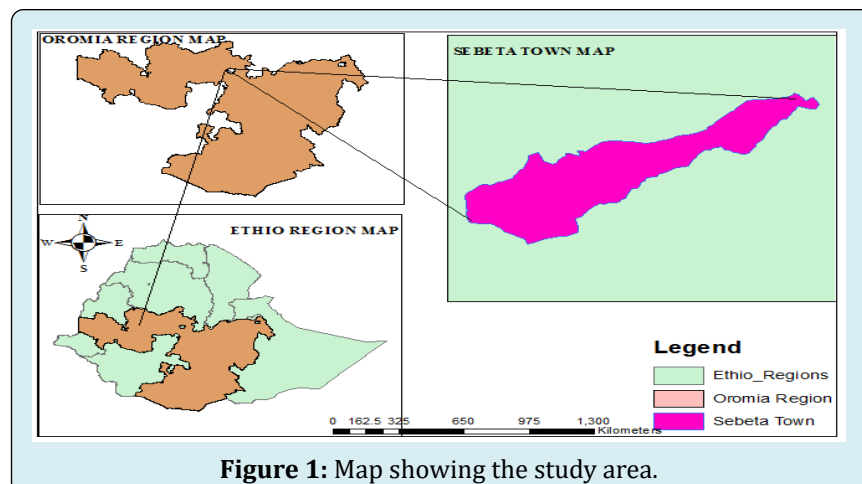 OROMIA REGION MAP
SEBETA TOWN MAP
ETHIO REGION MAP
N
W E
S
Legend
Ethio_Regions
Oromia Region
Sebeta Town
0 162.5 325 650 975 1,300
Kilometers
Figure 1: Map showing the study area.